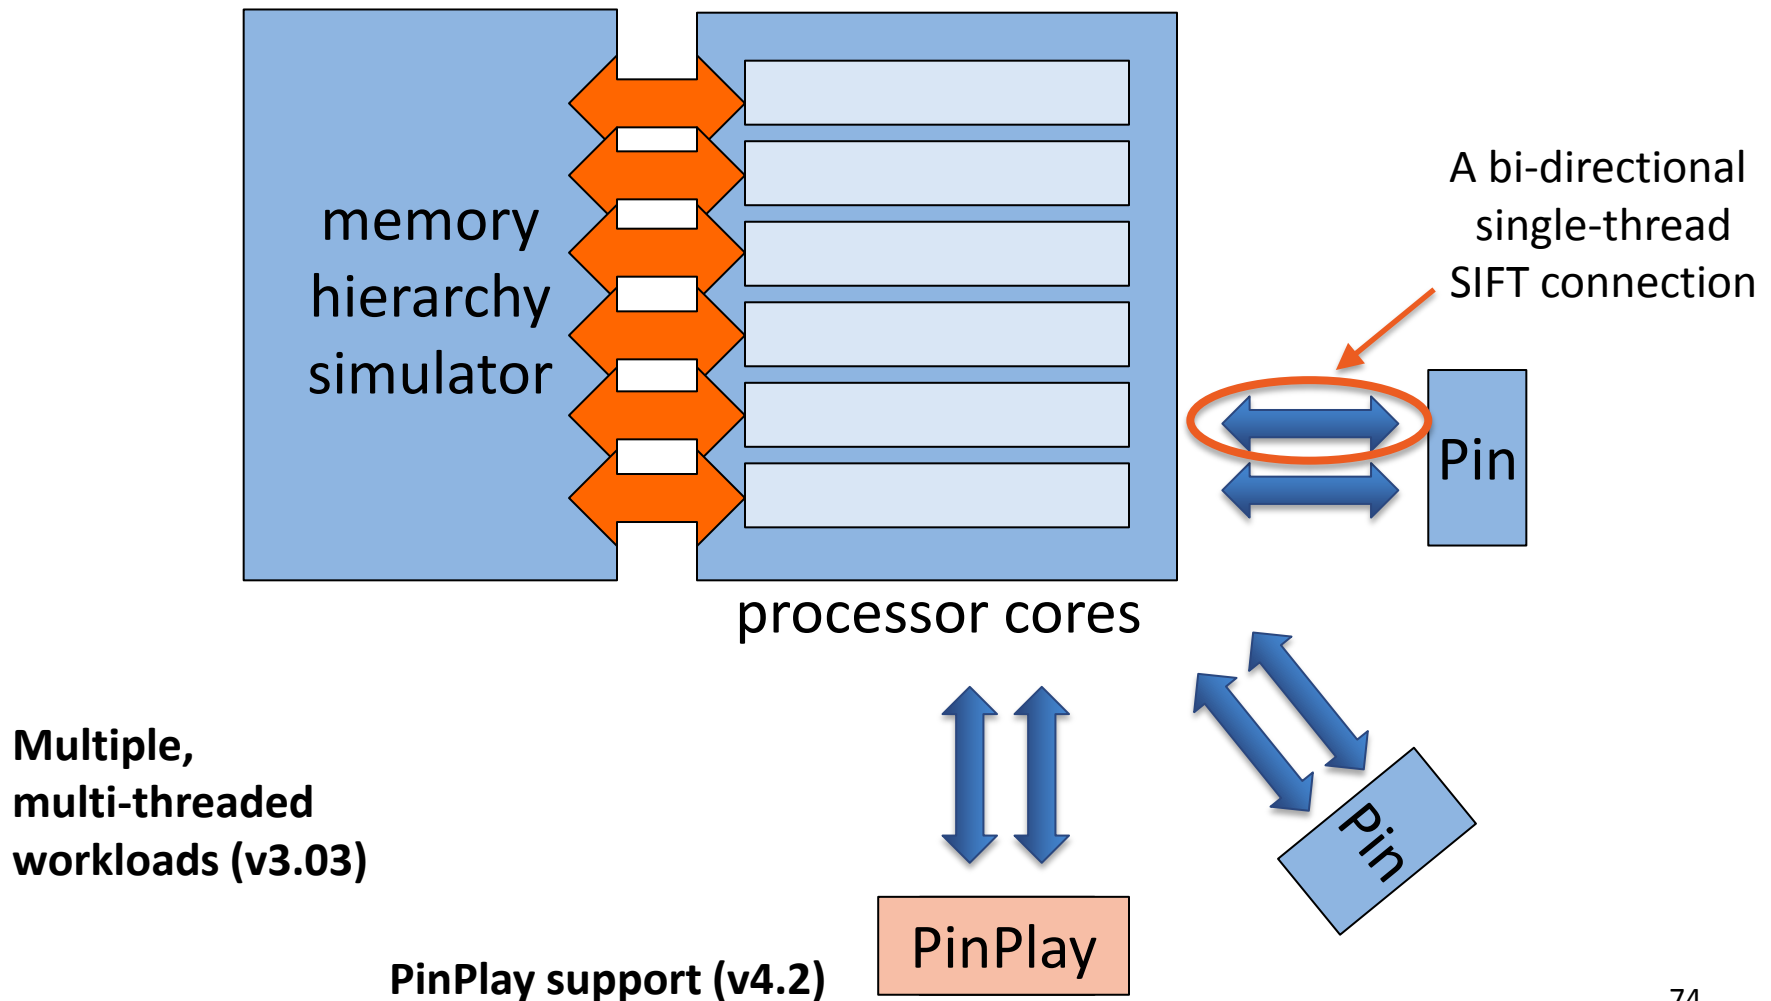 memory
hierarchy
simulator
A bi-directional
single-thread
SIFT connection
Pin
processor cores
Multiple,
multi-threaded
workloads (v3.03)
Pin
PinPlay
PinPlay support (v4.2)
74